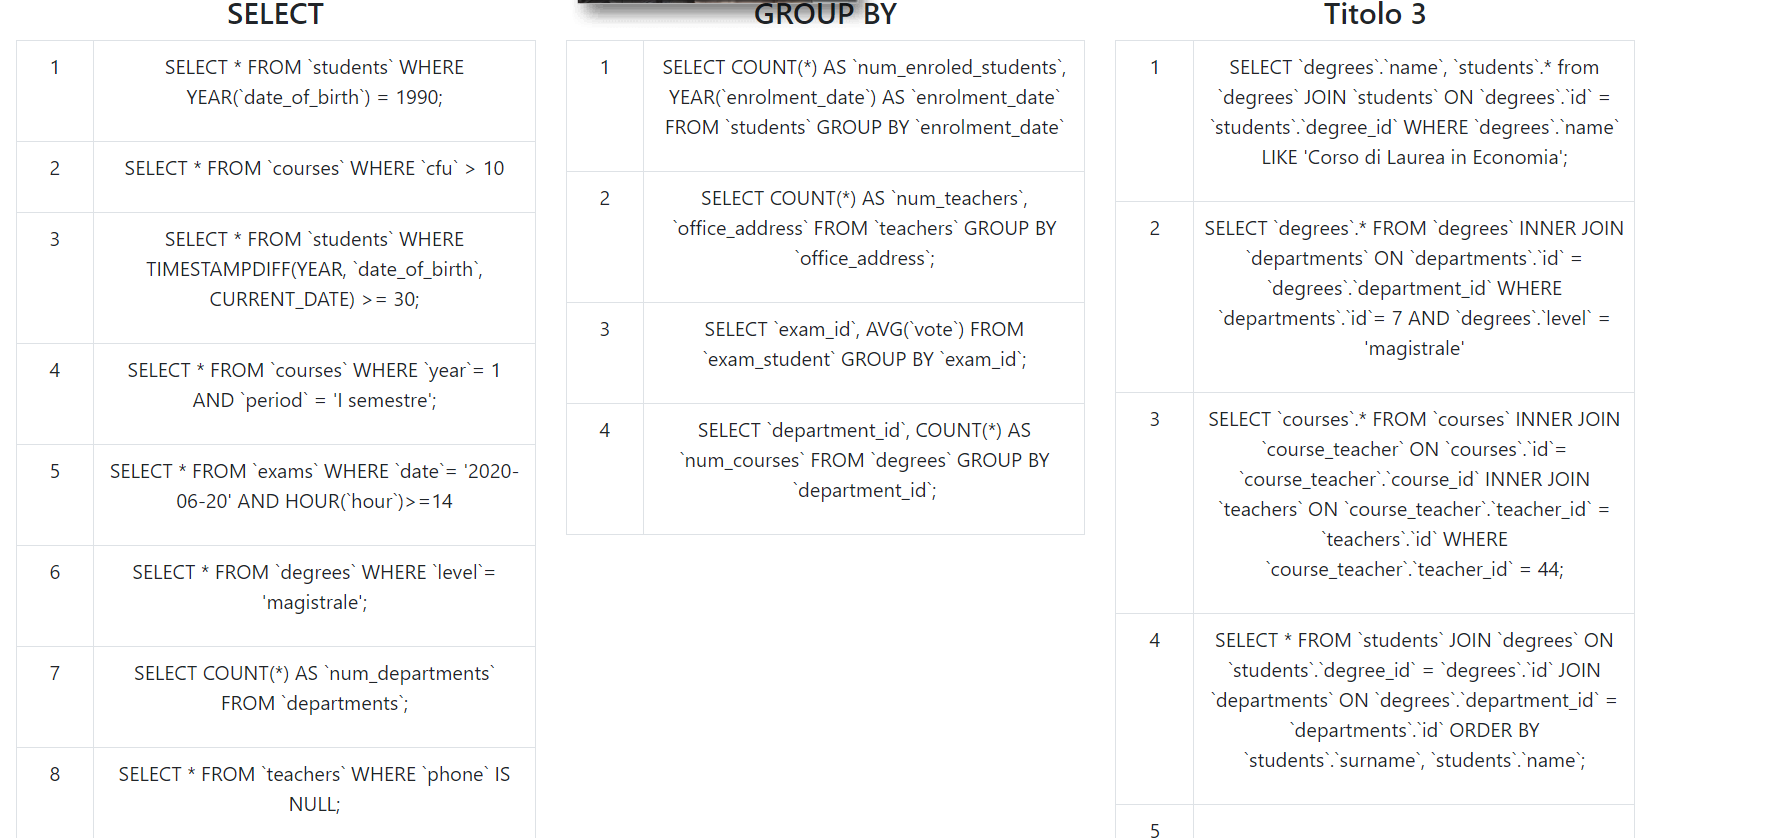 SELECT
1
SELECT * FROM `students` WHERE
YEAR(`date_of_birth`) = 1990;
2
SELECT * FROM `courses` WHERE `cfu` > 10
3
SELECT * FROM `students` WHERE
TIMESTAMPDIFF(YEAR, `date_of_birth`,
CURRENT_DATE) >= 30;
4
SELECT * FROM `courses` WHERE `year`= 1
AND `period` = 'I semestre';
5
SELECT * FROM `exams` WHERE `date`= '2020-
06-20' AND HOUR(`hour`)>=14
6
SELECT * FROM `degrees` WHERE `level`=
'magistrale';
7
SELECT COUNT(*) AS `num_departments`
FROM `departments`;
8
SELECT * FROM `teachers` WHERE `phone` IS
NULL;
GROUP BY
1
SELECT COUNT(*) AS `num_enroled_students`,
YEAR(`enrolment_date`) AS `enrolment_date`
FROM `students` GROUP BY `enrolment_date`
2
SELECT COUNT(*) AS `num_teachers`,
`office_address` FROM `teachers` GROUP BY
`office_address`;
3
SELECT `exam_id`, AVG(`vote`) FROM
`exam_student` GROUP BY `exam_id`;
4
SELECT `department_id`, COUNT(*) AS
`num_courses` FROM `degrees` GROUP BY
`department_id`;
Titolo 3
1
SELECT `degrees`.`name`, `students`.* from
`degrees` JOIN `students` ON `degrees`.`id` =
`students`.`degree_id` WHERE `degrees`.`name`
LIKE 'Corso di Laurea in Economia';
2
SELECT `degrees`.* FROM `degrees` INNER JOIN
`departments` ON `departments`.`id` =
`degrees`.`department_id` WHERE
`departments`.`id`= 7 AND `degrees`.`level` =
'magistrale'
3
SELECT `courses`.* FROM `courses` INNER JOIN
`course_teacher` ON `courses`.`id`=
`course_teacher`.`course_id` INNER JOIN
`teachers` ON `course_teacher`.`teacher_id` =
`teachers`.`id` WHERE
`course_teacher`.`teacher_id` = 44;
4
SELECT * FROM `students` JOIN `degrees` ON
`students`.`degree_id` = `degrees`.`id` JOIN
`departments` ON `degrees`.`department_id` =
`departments`.`id` ORDER BY
`students`.`surname`, `students`.`name`;
5